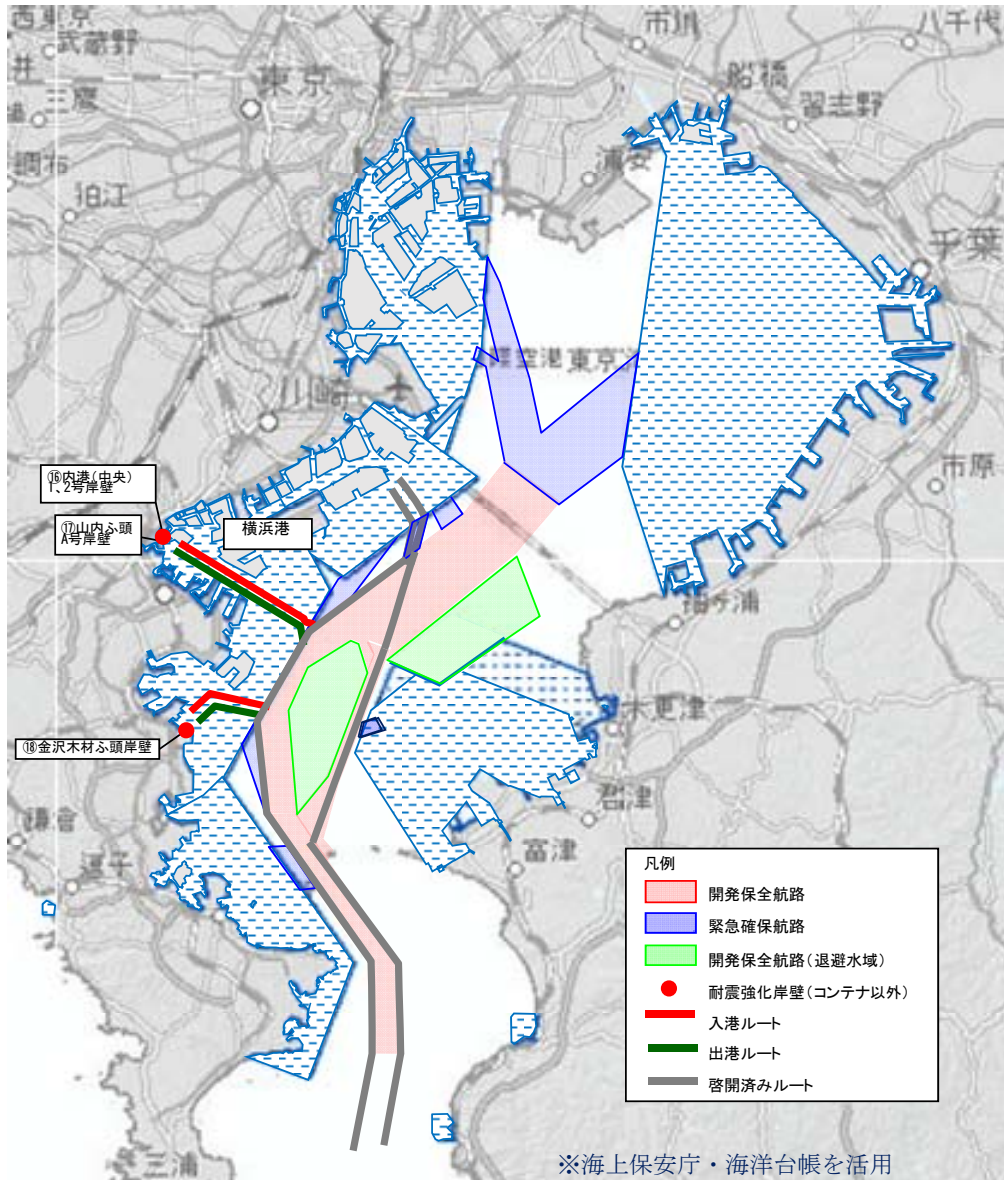 西東京
武蔵野
市川
八千代
井
三鷹
東京
船橋
習志野
調布
浦安
狛江
千葉
空港
東京
川崎
市原
⑯内港(中央)
1、2号岸壁
⑰山内ふ頭
A号岸壁
横浜港
袖ヶ浦
木更津
⑱金沢木材ふ頭岸壁
君津
鎌倉
富津
逗子
凡例
開発保全航路
緊急確保航路
開発保全航路(退避水域)
耐震強化岸壁(コンテナ以外)
入港ルート
出港ルート
啓開済みルート
三浦
※海上保安庁・海洋台帳を活用